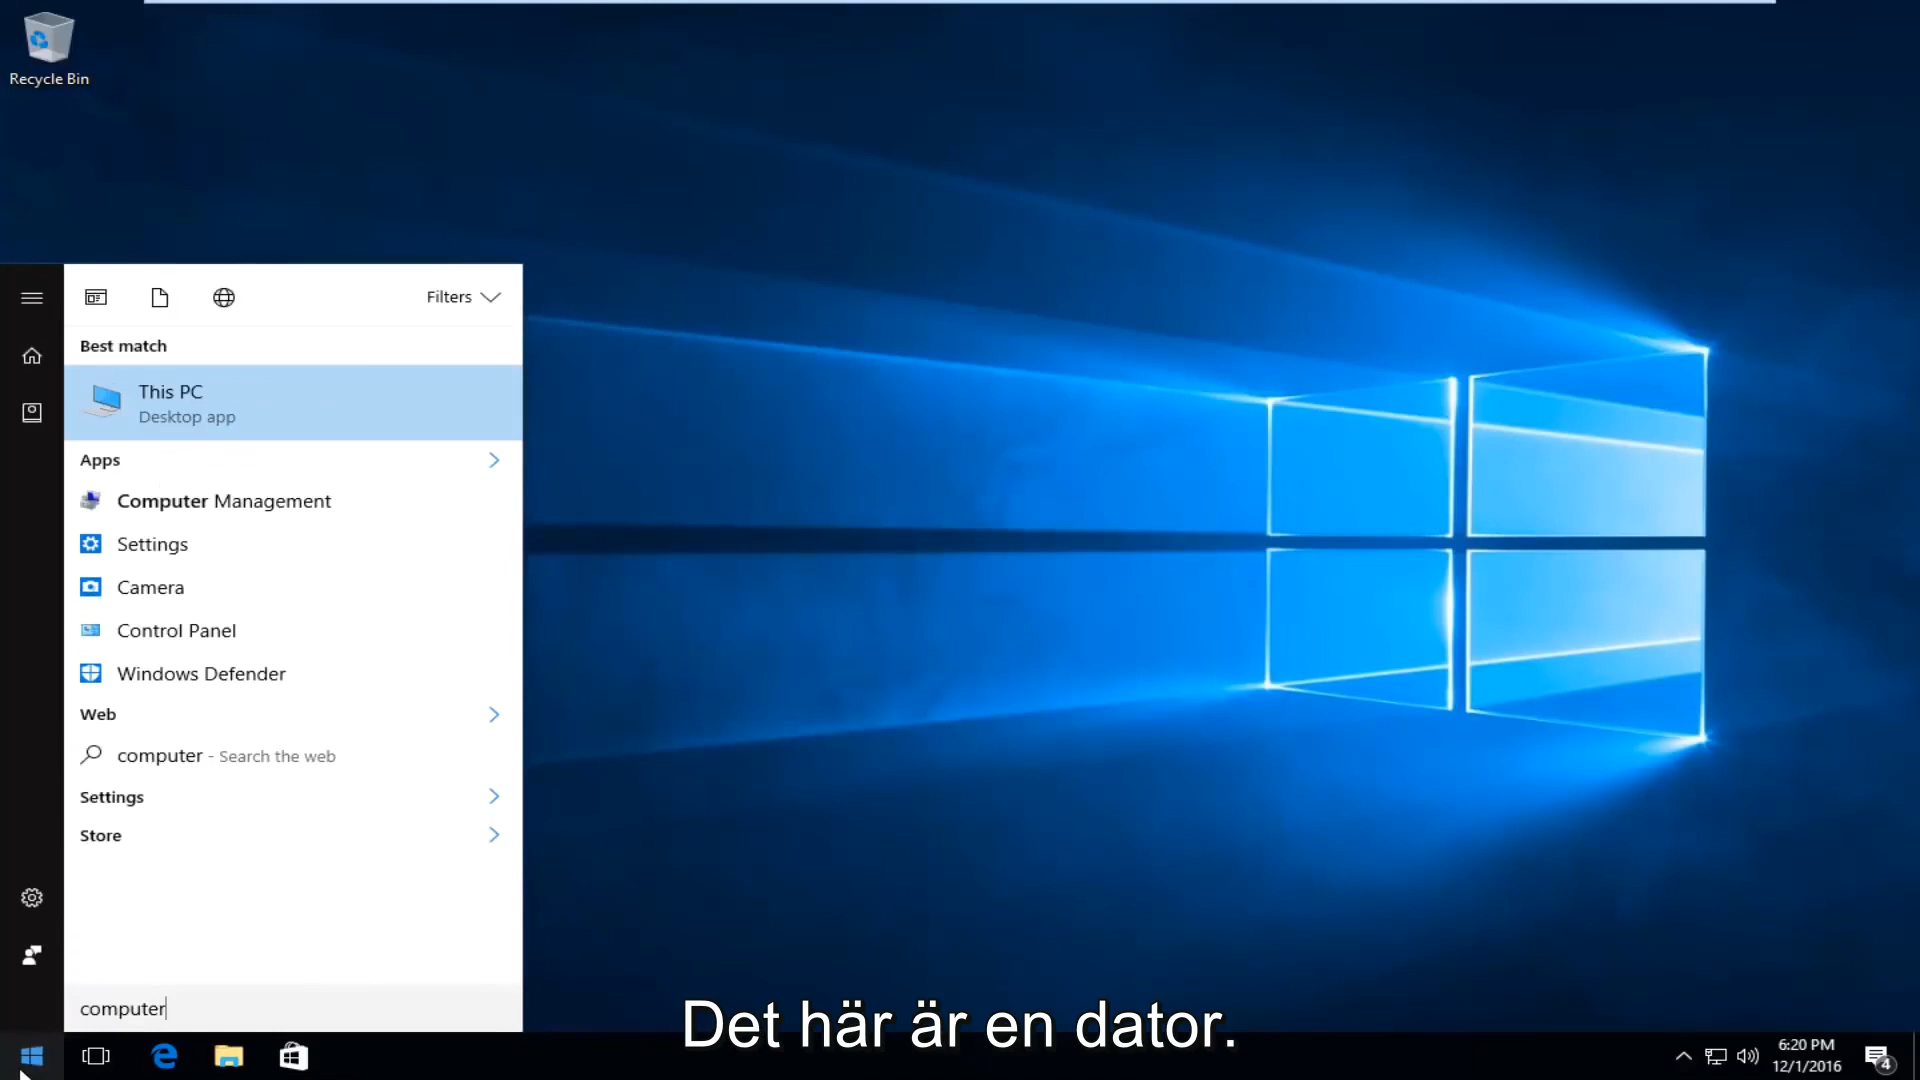 Recycle Bin
Filters
Best match
This PC
Desktop app
Apps
Computer Management
Settings
Camera
Control Panel
Windows Defender
Web
computer - Search the web
Settings
Store
computer
Det här är en dator.
6:20 PM
12/1/2016
4